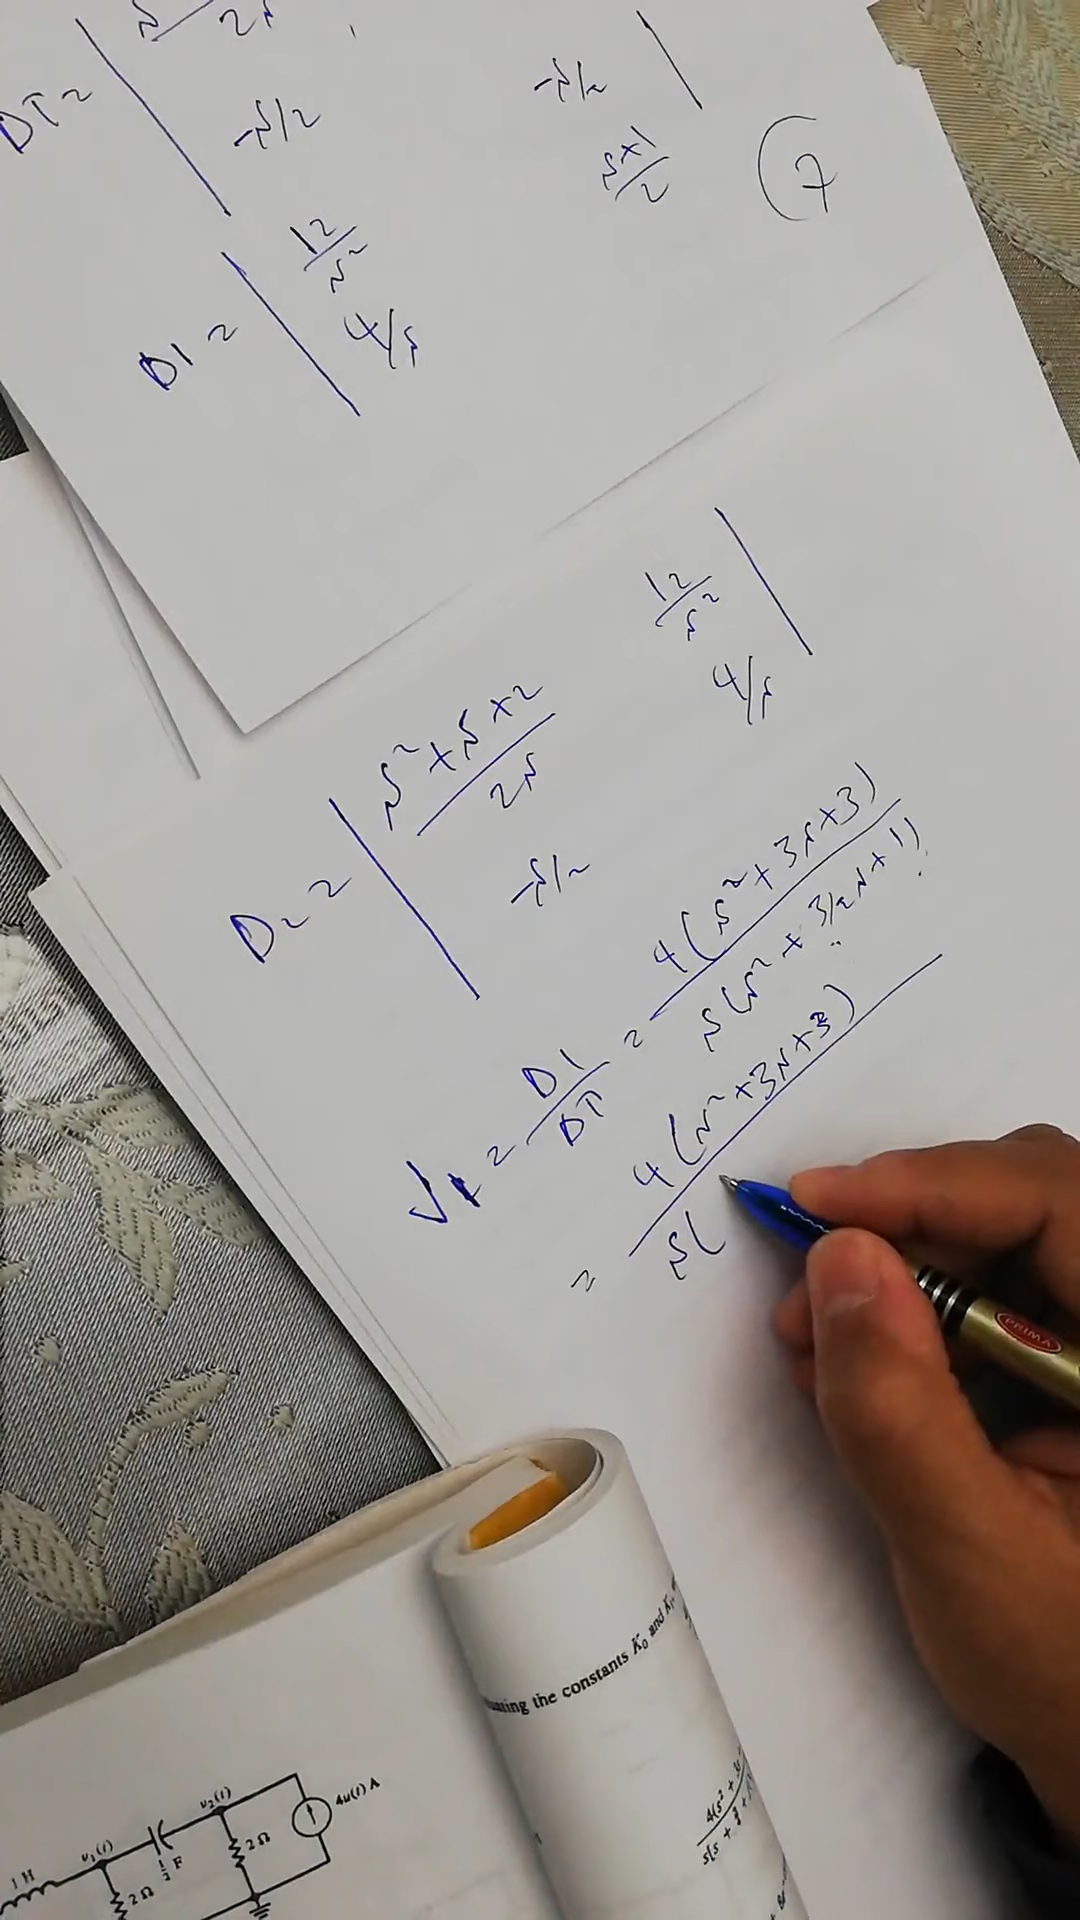 2s
DT =
-s/2
-s/2
s+1
2
7
D1 =
12
s²
4/s
12
s²
4/s
D2 =
s² + s + 2
2s
-s/2
V1 = D1 / DT = 4(s² + 3s + 3) / s(s² + 3/2 s + 1)
= 4(s² + 3s + 3) / s(
PRIMA
the constants K₀ and K₁,
4(s² + 3s
s(s +
v₂(t)
4u(t) A
v₁(t)
2 Ω
½ F
1 H
2 Ω